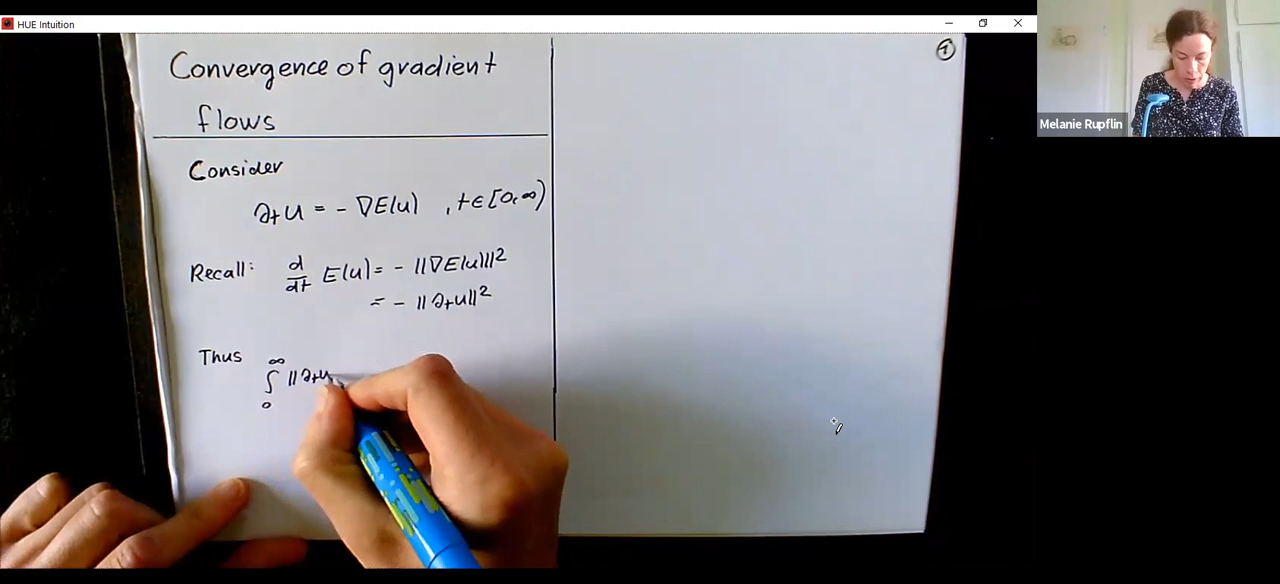 HUE Intuition
Convergence of gradient
flows
Consider
∂ₜu = - ∇E(u) , t∈[0,∞)
Recall: d/dt E(u) = - ||∇E(u)||²
= - ||∂ₜu||²
Thus ∫₀^∞ ||∂ₜu
①
Melanie Rupflin